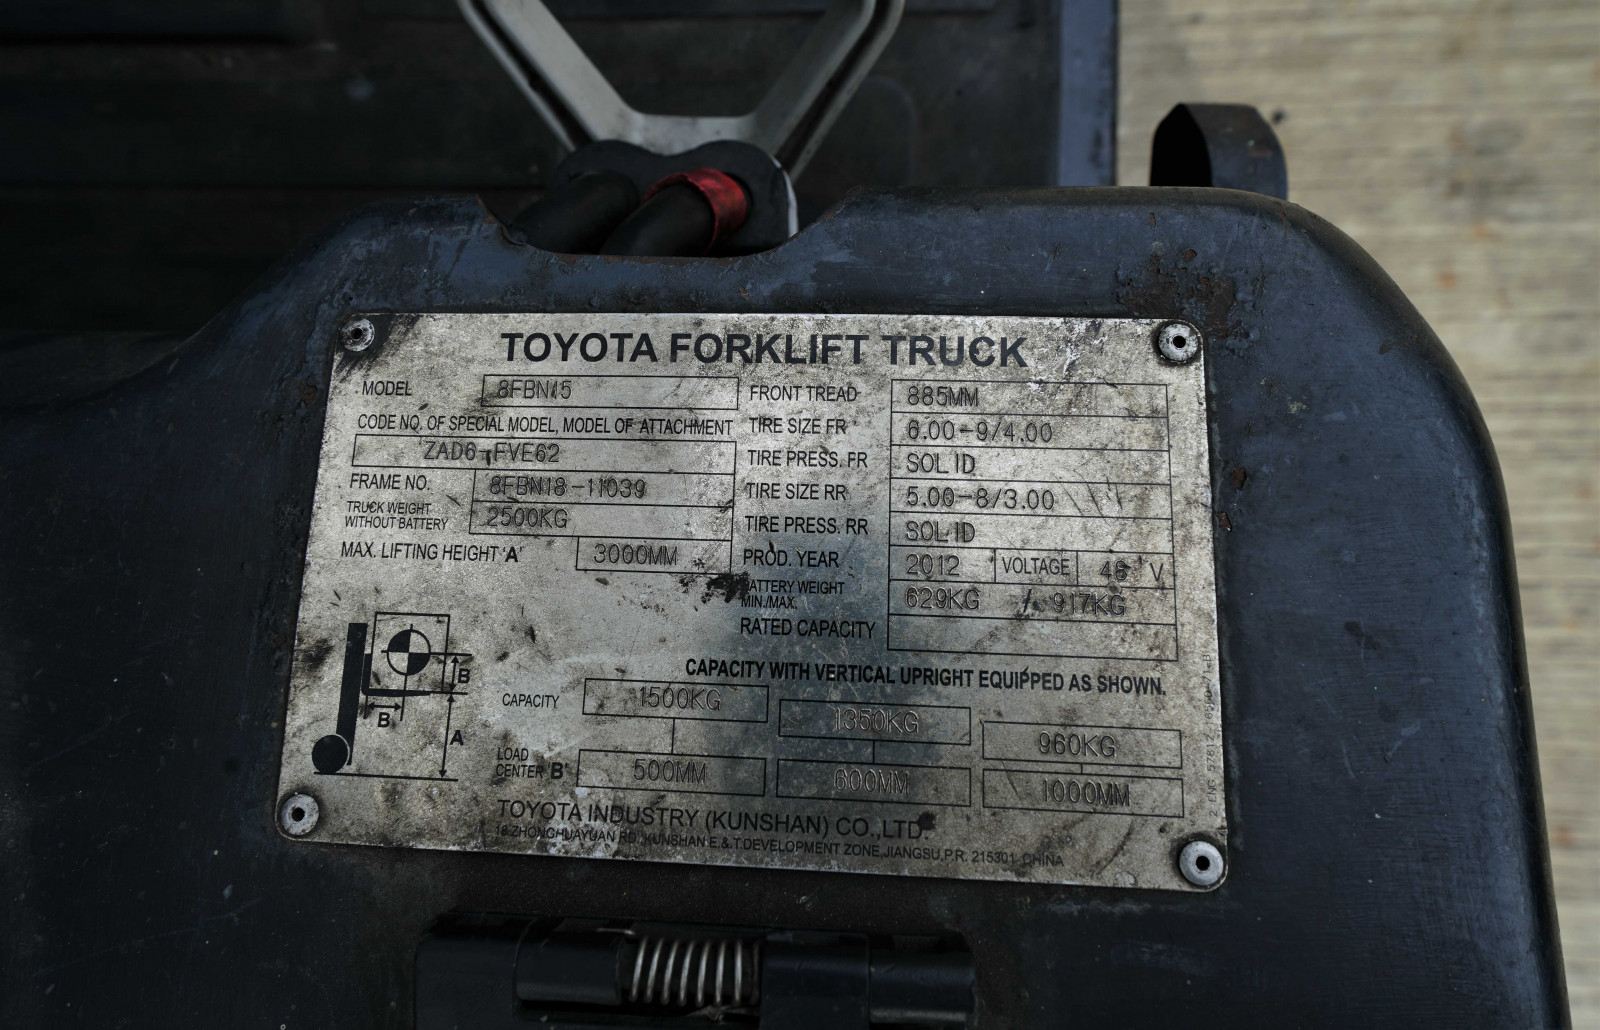 TOYOTA FORKLIFT TRUCK
MODEL 8FBN15
CODE NO. OF SPECIAL MODEL, MODEL OF ATTACHMENT
ZAD6-FVE62
FRAME NO. 8FBN18-11039
TRUCK WEIGHT WITHOUT BATTERY 2500KG
MAX. LIFTING HEIGHT 'A' 3000MM
FRONT TREAD 885MM
TIRE SIZE FR 6.00-9/4.00
TIRE PRESS. FR SOLID
TIRE SIZE RR 5.00-8/3.00
TIRE PRESS. RR SOLID
PROD. YEAR 2012 VOLTAGE 48 V
BATTERY WEIGHT MIN./MAX. 629KG / 917KG
RATED CAPACITY
CAPACITY WITH VERTICAL UPRIGHT EQUIPPED AS SHOWN.
B
B
A
CAPACITY 1500KG 1350KG 960KG
LOAD CENTER 'B' 500MM 600MM 1000MM
TOYOTA INDUSTRY (KUNSHAN) CO.,LTD.
18 ZHONGHUAYUAN RD. KUNSHAN E.& T.DEVELOPMENT ZONE,JIANGSU,P.R. 215301 CHINA